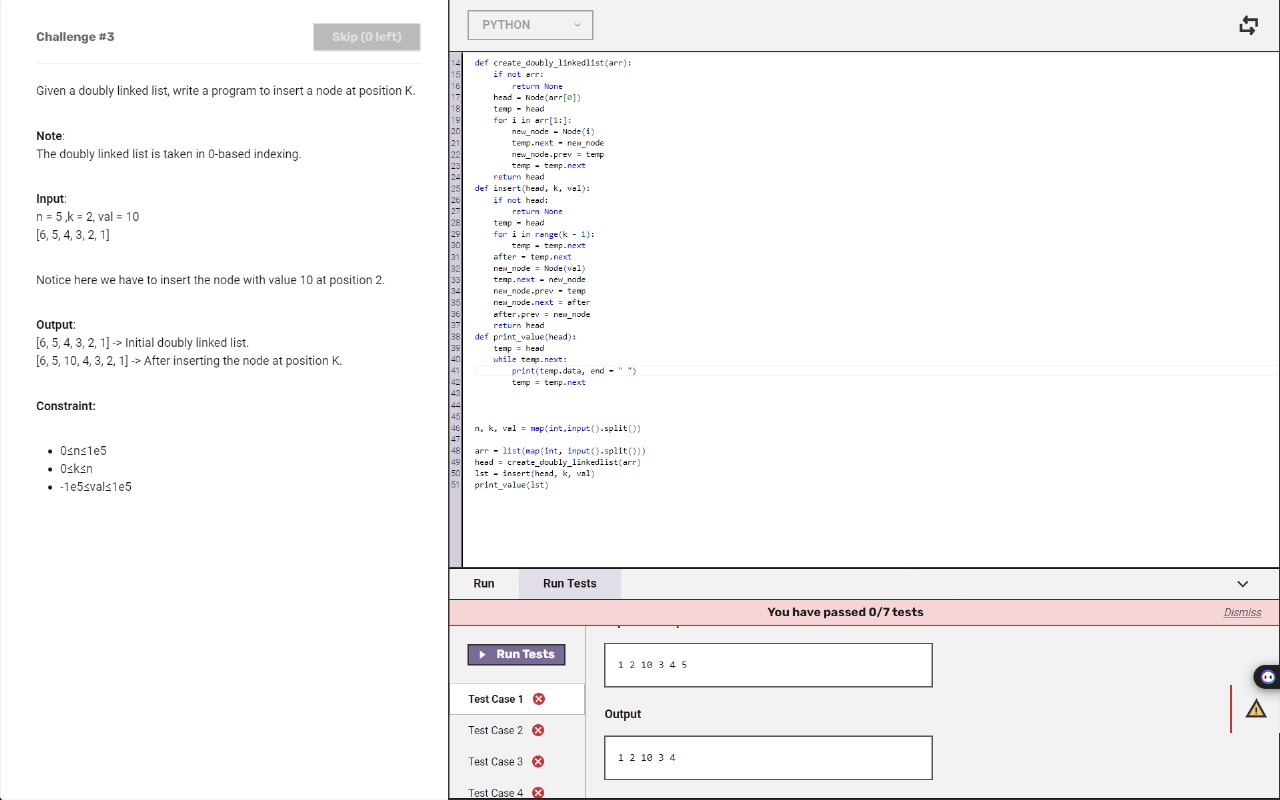 Challenge #3
Skip (0 left)
Given a doubly linked list, write a program to insert a node at position K.
Note:
The doubly linked list is taken in 0-based indexing.
Input:
n = 5 ,k = 2, val = 10
[6, 5, 4, 3, 2, 1]
Notice here we have to insert the node with value 10 at position 2.
Output:
[6, 5, 4, 3, 2, 1] -> Initial doubly linked list.
[6, 5, 10, 4, 3, 2, 1] -> After inserting the node at position K.
Constraint:
• 0≤n≤1e5
• 0≤k≤n
• -1e5≤val≤1e5
PYTHON
14 def create_doubly_linkedlist(arr):
15     if not arr:
16         return None
17     head = Node(arr[0])
18     temp = head
19     for i in arr[1:]:
20         new_node = Node(i)
21         temp.next = new_node
22         new_node.prev = temp
23         temp = temp.next
24     return head
25 def insert(head, k, val):
26     if not head:
27         return None
28     temp = head
29     for i in range(k - 1):
30         temp = temp.next
31     after = temp.next
32     new_node = Node(val)
33     temp.next = new_node
34     new_node.prev = temp
35     new_node.next = after
36     after.prev = new_node
37     return head
38 def print_value(head):
39     temp = head
40     while temp.next:
41         print(temp.data, end = " ")
42         temp = temp.next
43
44
45
46 n, k, val = map(int,input().split())
47
48 arr = list(map(int, input().split()))
49 head = create_doubly_linkedlist(arr)
50 lst = insert(head, k, val)
51 print_value(lst)
Run
Run Tests
You have passed 0/7 tests
Dismiss
Run Tests
Test Case 1
Test Case 2
Test Case 3
Test Case 4
1 2 10 3 4 5
Output
1 2 10 3 4